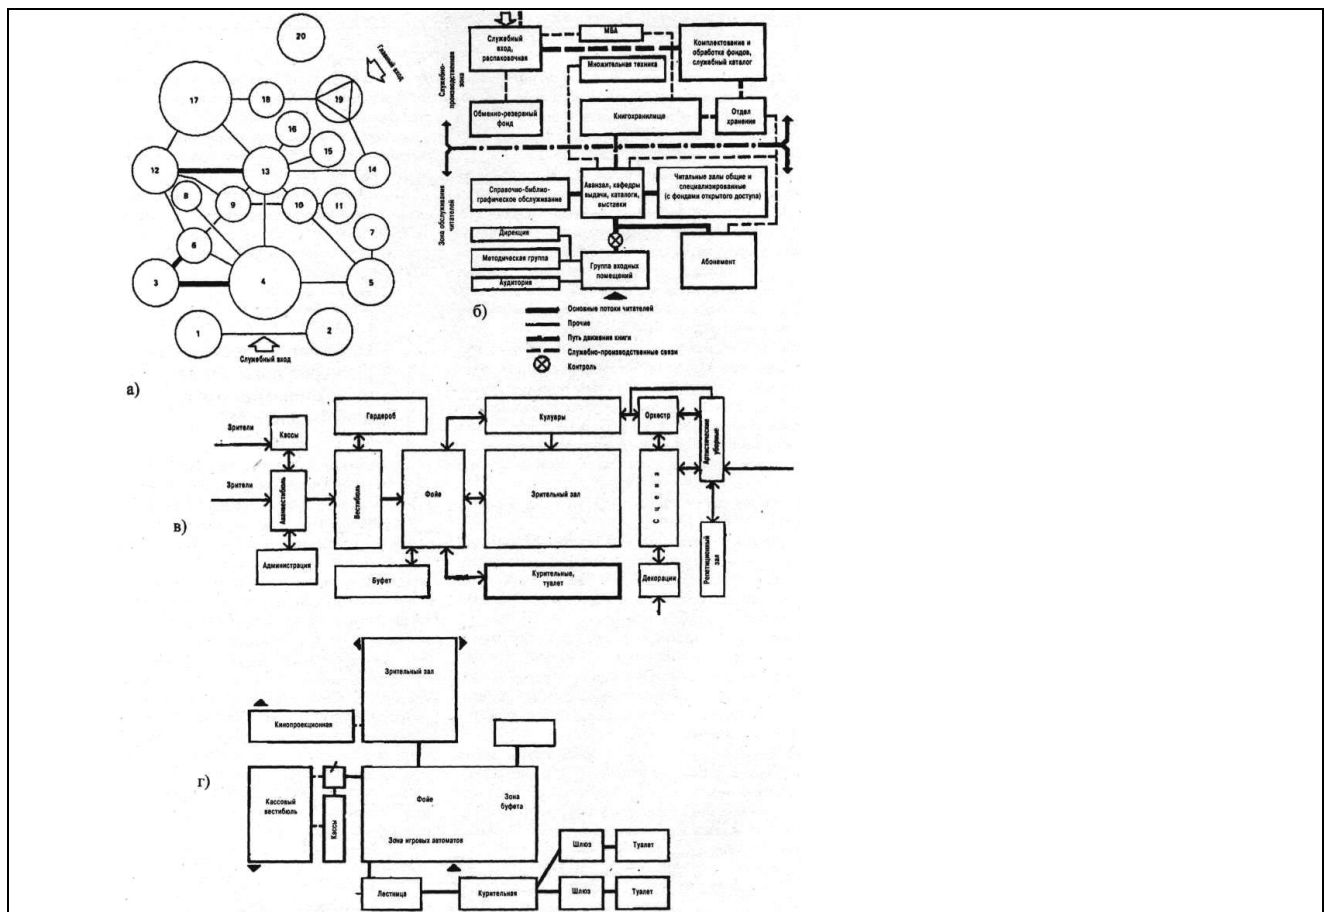 20
Главный вход
17
18
19
16
15
12
13
14
8
9
10
11
7
6
3
4
5
1
2
Служебный вход
а)
Служебно-
производственная
зона
Служебный
вход,
распаковочная
МБА
Комплектование и
обработка фондов,
служебный каталог
Множительная техника
Обменно-резервный
фонд
Книгохранилище
Отдел
хранения
Зона обслуживания
читателей
Справочно-библио-
графическое обслуживание
Аванзал, кафедры
выдачи, каталоги,
выставки
Читальные залы общие и
специализированные
(с фондами открытого доступа)
Дирекция
Методическая группа
Аудитория
Группа входных
помещений
Абонемент
б)
Основные потоки читателей
Прочие
Путь движения книги
Служебно-производственные связи
Контроль
Зрители
Кассы
Гардероб
Кулуары
Оркестр
Артистические
уборные
Зрители
Аванвестибюль
Вестибюль
Фойе
Зрительный зал
Сцена
в)
Администрация
Буфет
Курительные,
туалет
Декорации
Репетиционный
зал
Зрительный зал
Кинопроекционная
г)
Кассовый
вестибюль
Кассы
Фойе
Зона
буфета
Зона игровых автоматов
Шлюз
Туалет
Лестница
Курительная
Шлюз
Туалет